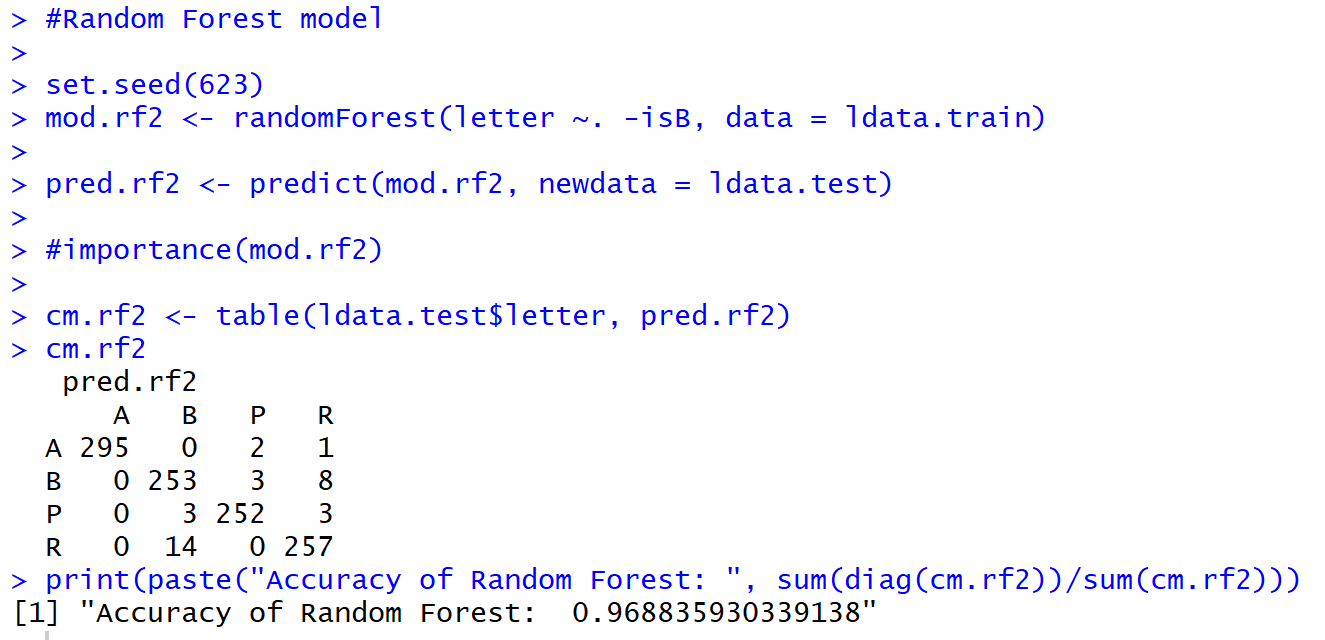 > #Random Forest model
>
> set.seed(623)
> mod.rf2 <- randomForest(letter ~. -isB, data = ldata.train)
>
> pred.rf2 <- predict(mod.rf2, newdata = ldata.test)
>
> #importance(mod.rf2)
>
> cm.rf2 <- table(ldata.test$letter, pred.rf2)
> cm.rf2
   pred.rf2
      A   B   P   R
  A 295   0   2   1
  B   0 253   3   8
  P   0   3 252   3
  R   0  14   0 257
> print(paste("Accuracy of Random Forest: ", sum(diag(cm.rf2))/sum(cm.rf2)))
[1] "Accuracy of Random Forest:  0.968835930339138"